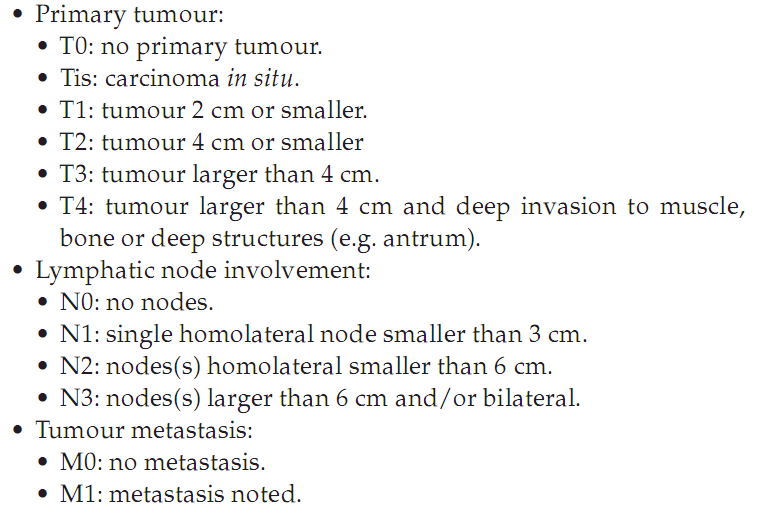 • Primary tumour:
• T0: no primary tumour.
• Tis: carcinoma in situ.
• T1: tumour 2 cm or smaller.
• T2: tumour 4 cm or smaller
• T3: tumour larger than 4 cm.
• T4: tumour larger than 4 cm and deep invasion to muscle,
bone or deep structures (e.g. antrum).
• Lymphatic node involvement:
• N0: no nodes.
• N1: single homolateral node smaller than 3 cm.
• N2: nodes(s) homolateral smaller than 6 cm.
• N3: nodes(s) larger than 6 cm and/or bilateral.
• Tumour metastasis:
• M0: no metastasis.
• M1: metastasis noted.